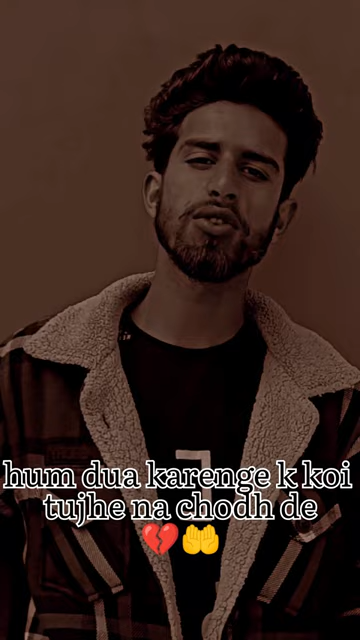 hum dua karenge k koi
tujhe na chodh de
💔🤲